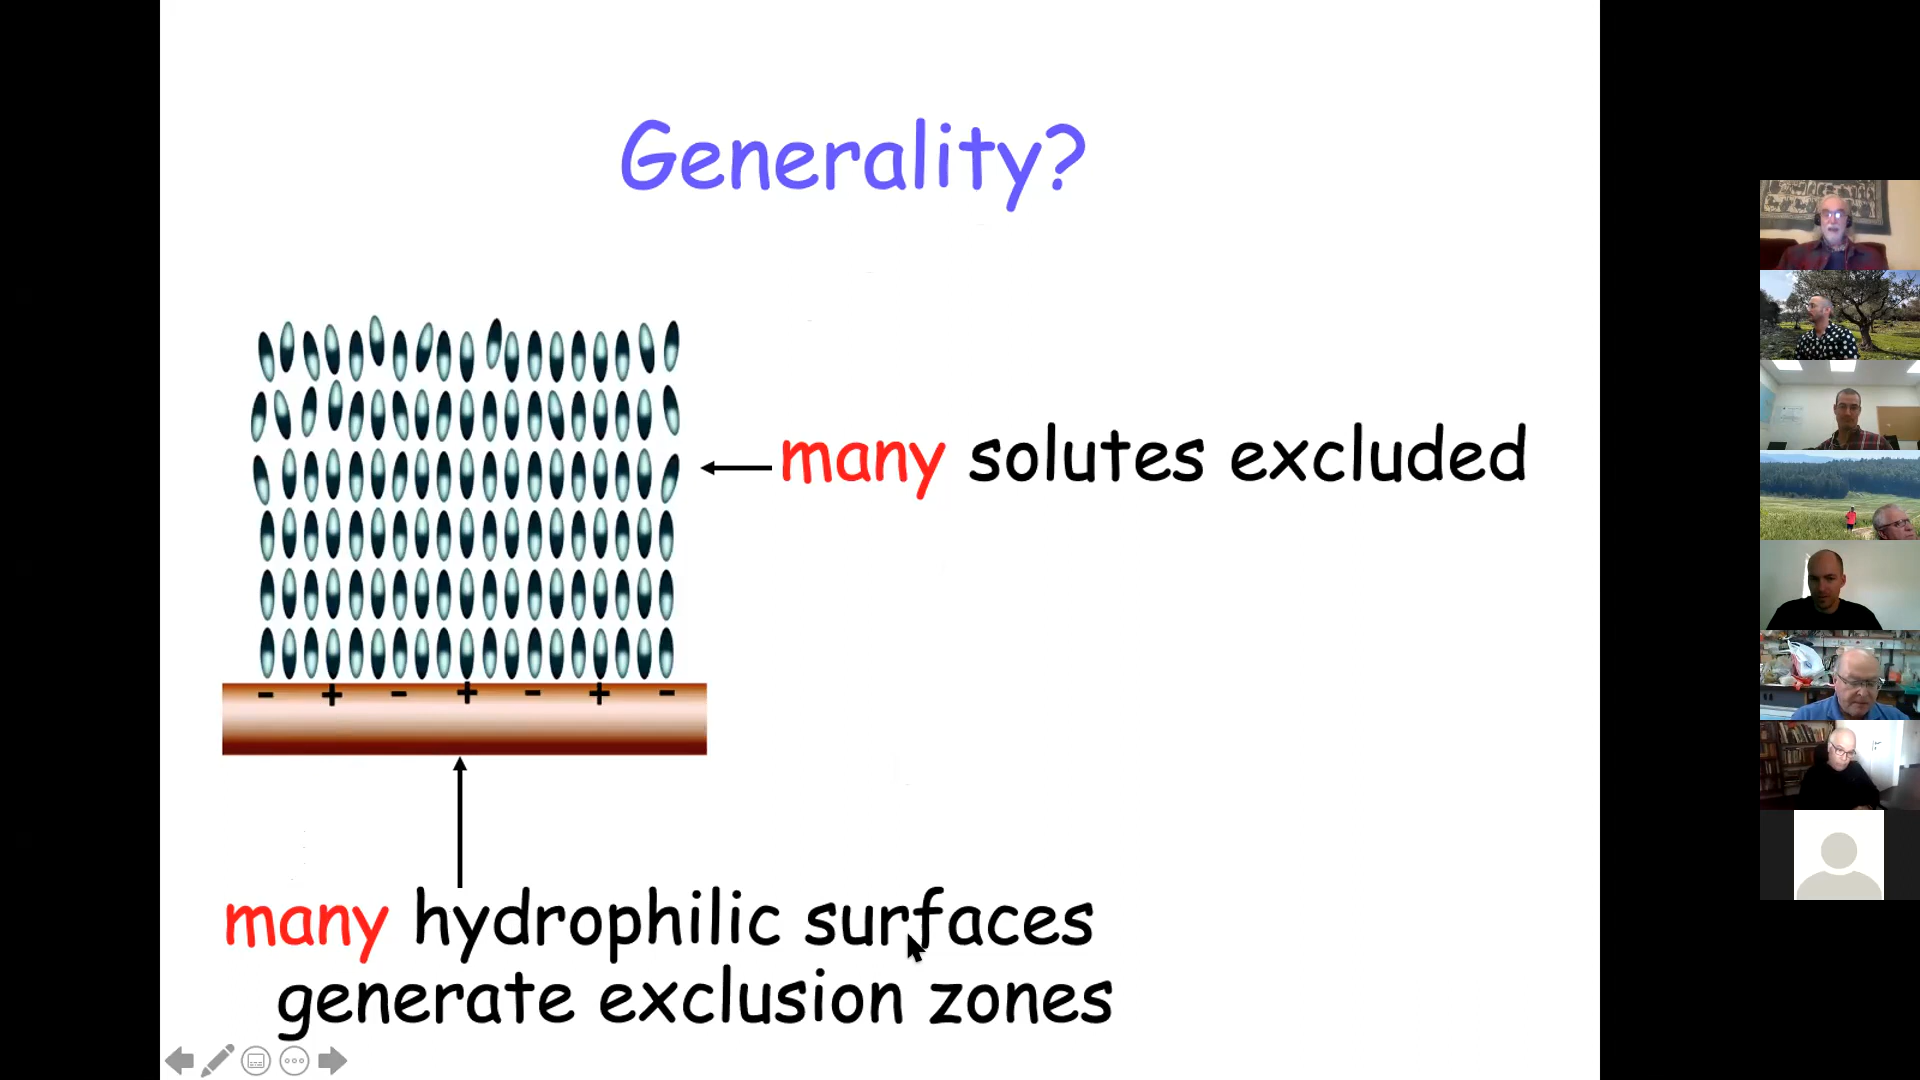 Generality?
many solutes excluded
- + - + - + -
many hydrophilic surfaces
generate exclusion zones